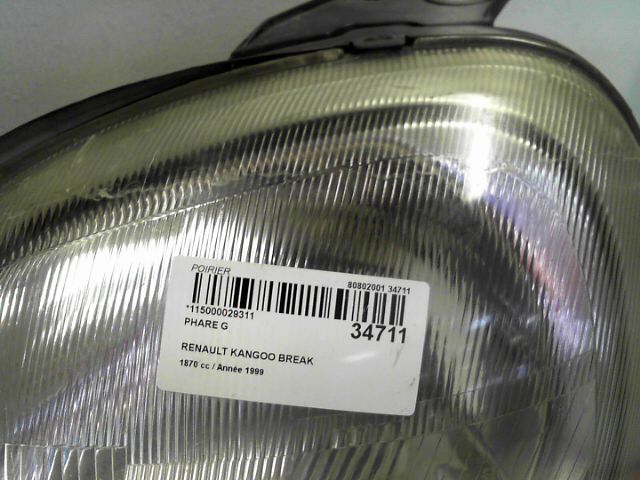 POIRIER
80802001 34711
*115000029311
34711
PHARE G
RENAULT KANGOO BREAK
1870 cc / Année 1999